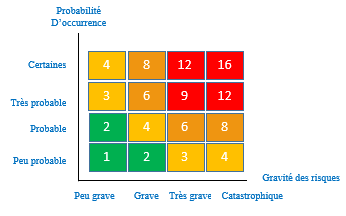 Probabilité
D'occurrence
Certaines 4 8 12 16
Très probable 3 6 9 12
Probable 2 4 6 8
Peu probable 1 2 3 4
Gravité des risques
Peu grave Grave Très grave Catastrophique